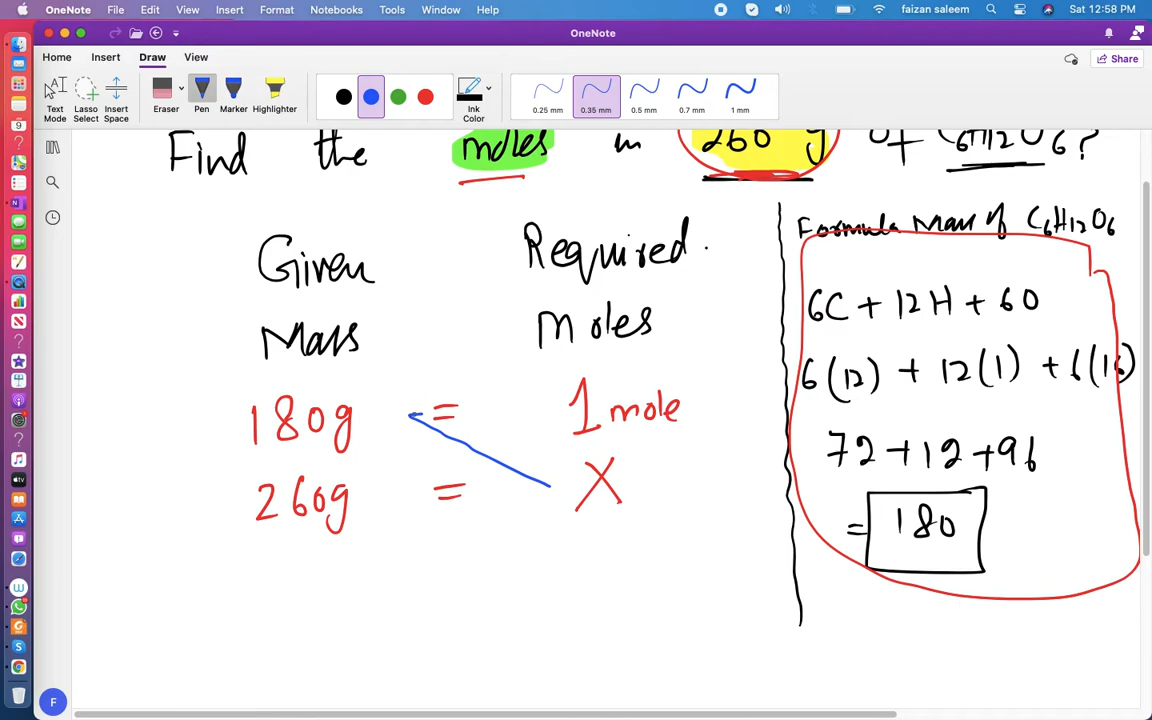 OneNote File Edit View Insert Format Notebooks Tools Window Help faizan saleem Sat 12:58 PM
OneNote
Home Insert Draw View Share
Text Mode Lasso Select Insert Space Eraser Pen Marker Highlighter Ink Color 0.25 mm 0.35 mm 0.5 mm 0.7 mm 1 mm
Find the moles in 260 g of C6H12O6?
Formula Mass of C6H12O6
Given Required.
Mass Moles
6C + 12H + 6O
6(12) + 12(1) + 6(16)
180g = 1 mole
72 + 12 + 96
260g = X
= 180
F